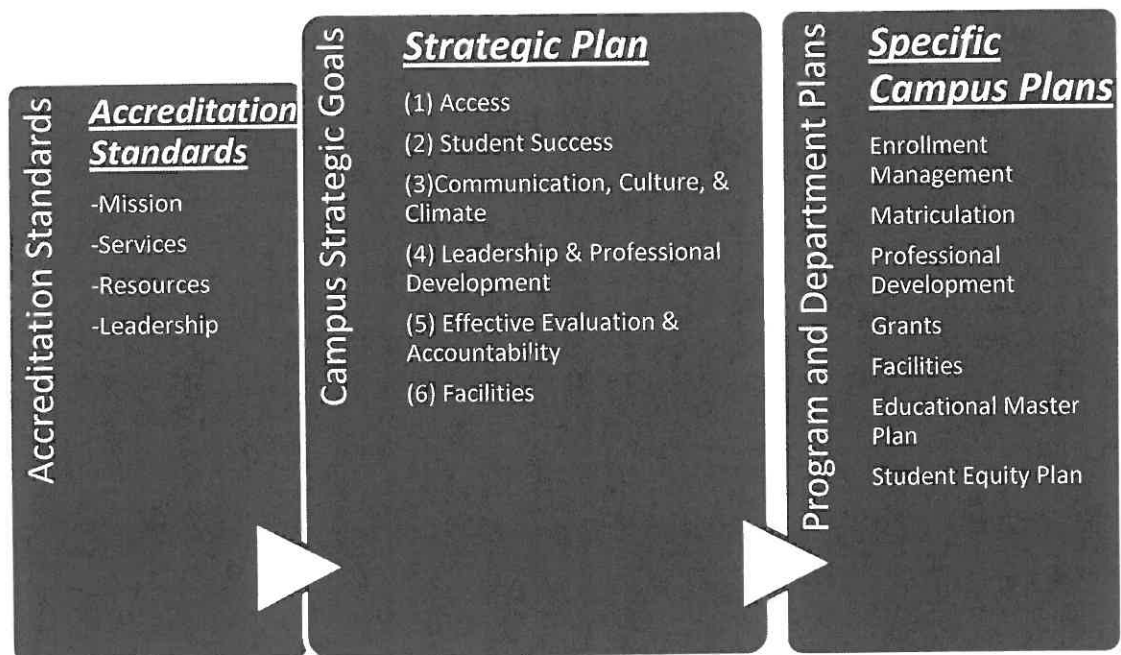 Accreditation Standards
Accreditation
Standards
-Mission
-Services
-Resources
-Leadership
Campus Strategic Goals
Strategic Plan
(1) Access
(2) Student Success
(3)Communication, Culture, &
Climate
(4) Leadership & Professional
Development
(5) Effective Evaluation &
Accountability
(6) Facilities
Program and Department Plans
Specific
Campus Plans
Enrollment
Management
Matriculation
Professional
Development
Grants
Facilities
Educational Master
Plan
Student Equity Plan